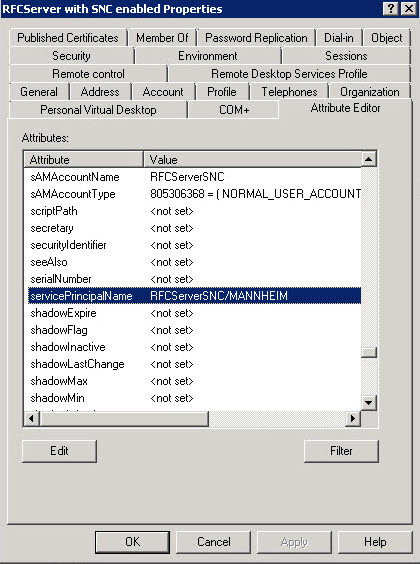 RFCServer with SNC enabled Properties
Published Certificates Member Of Password Replication Dial-in Object
Security Environment Sessions
Remote control Remote Desktop Services Profile
General Address Account Profile Telephones Organization
Personal Virtual Desktop COM+ Attribute Editor
Attributes:
Attribute Value
sAMAccountName RFCServerSNC
sAMAccountType 805306368 = ( NORMAL_USER_ACCOUNT
scriptPath <not set>
secretary <not set>
securityIdentifier <not set>
seeAlso <not set>
serialNumber <not set>
servicePrincipalName RFCServerSNC/MANNHEIM
shadowExpire <not set>
shadowFlag <not set>
shadowInactive <not set>
shadowLastChange <not set>
shadowMax <not set>
shadowMin <not set>
Edit Filter
OK Cancel Apply Help